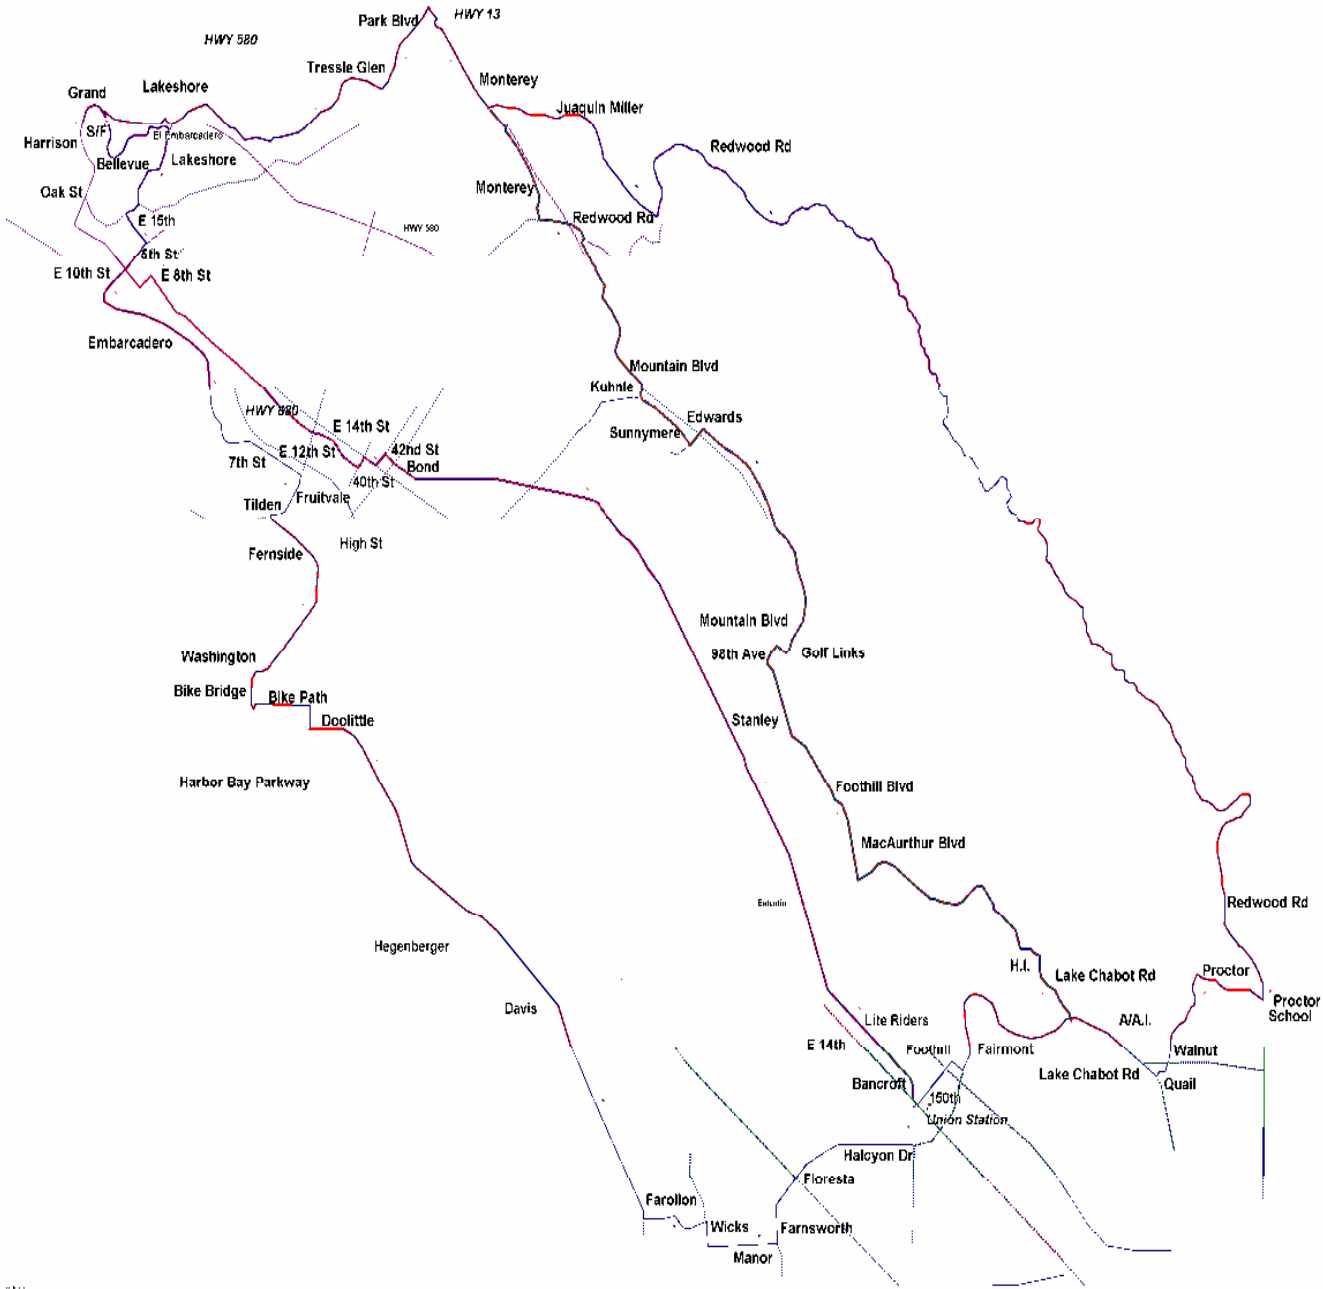 Park Blvd
HWY 13
HWY 580
Tressle Glen
Monterey
Lakeshore
Grand
Juaquin Miller
S/F
El Embarcadero
Harrison
Redwood Rd
Bellevue
Lakeshore
Oak St
Monterey
E 15th
Redwood Rd
HWY 580
5th St
E 10th St
E 8th St
Embarcadero
Mountain Blvd
Kuhnle
HWY 880
Edwards
E 14th St
Sunnymere
E 12th St
42nd St
7th St
Bond
40th St
Fruitvale
Tilden
High St
Fernside
Mountain Blvd
98th Ave
Golf Links
Washington
Bike Bridge
Bike Path
Doolittle
Stanley
Harbor Bay Parkway
Foothill Blvd
MacAurthur Blvd
Redwood Rd
Hegenberger
H.I.
Lake Chabot Rd
Proctor
Proctor
School
Davis
Lite Riders
A/A.I.
E 14th
Foothill
Fairmont
Walnut
Lake Chabot Rd
Quail
Bancroft
150th
Union Station
Halcyon Dr
Floresta
Farollon
Wicks
Farnsworth
Manor